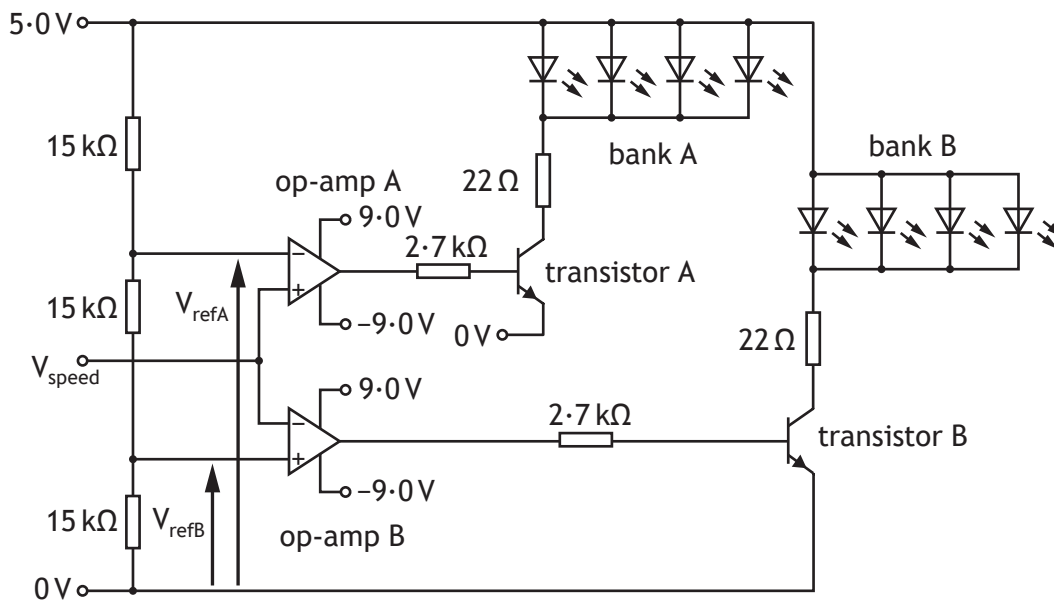 5·0 V
15 kΩ
bank A
bank B
22 Ω
op-amp A
9·0 V
2·7 kΩ
transistor A
15 kΩ
V_refA
–9·0 V
0 V
22 Ω
V_speed
9·0 V
2·7 kΩ
transistor B
–9·0 V
15 kΩ
V_refB
op-amp B
0 V